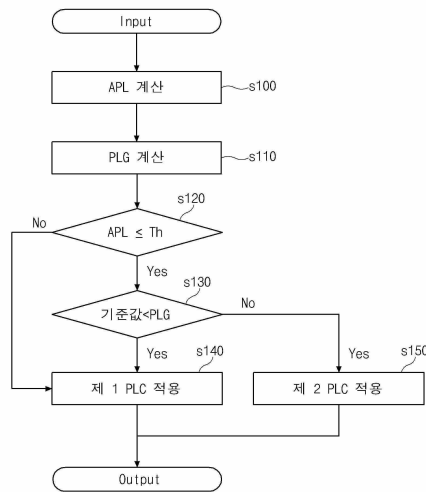 Input
APL 계산
s100
PLG 계산
s110
s120
No
APL ≤ Th
Yes
s130
기준값<PLG
No
Yes
s140
Yes
s150
제 1 PLC 적용
제 2 PLC 적용
Output